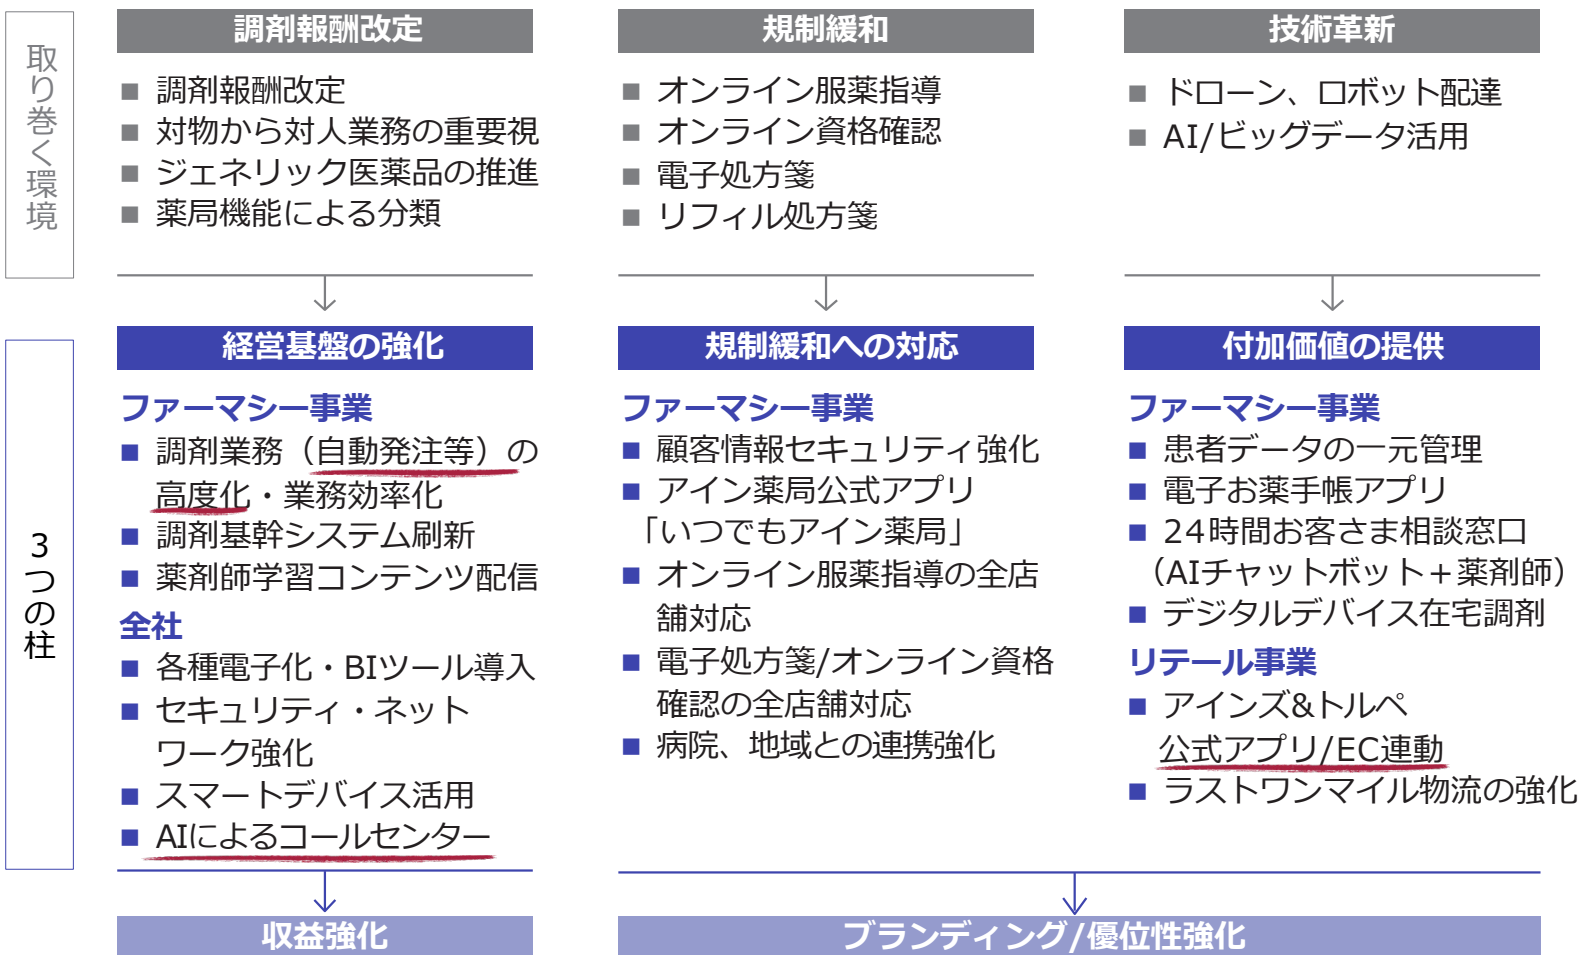 取り巻く環境
調剤報酬改定
■ 調剤報酬改定
■ 対物から対人業務の重要視
■ ジェネリック医薬品の推進
■ 薬局機能による分類
規制緩和
■ オンライン服薬指導
■ オンライン資格確認
■ 電子処方箋
■ リフィル処方箋
技術革新
■ ドローン、ロボット配達
■ AI/ビッグデータ活用
3つの柱
経営基盤の強化
ファーマシー事業
■ 調剤業務（自動発注等）の
高度化・業務効率化
■ 調剤基幹システム刷新
■ 薬剤師学習コンテンツ配信
全社
■ 各種電子化・BIツール導入
■ セキュリティ・ネット
ワーク強化
■ スマートデバイス活用
■ AIによるコールセンター
収益強化
規制緩和への対応
ファーマシー事業
■ 顧客情報セキュリティ強化
■ アイン薬局公式アプリ
「いつでもアイン薬局」
■ オンライン服薬指導の全店
舗対応
■ 電子処方箋/オンライン資格
確認の全店舗対応
■ 病院、地域との連携強化
付加価値の提供
ファーマシー事業
■ 患者データの一元管理
■ 電子お薬手帳アプリ
■ 24時間お客さま相談窓口
（AIチャットボット＋薬剤師）
■ デジタルデバイス在宅調剤
リテール事業
■ アインズ&トルペ
公式アプリ/EC連動
■ ラストワンマイル物流の強化
ブランディング/優位性強化